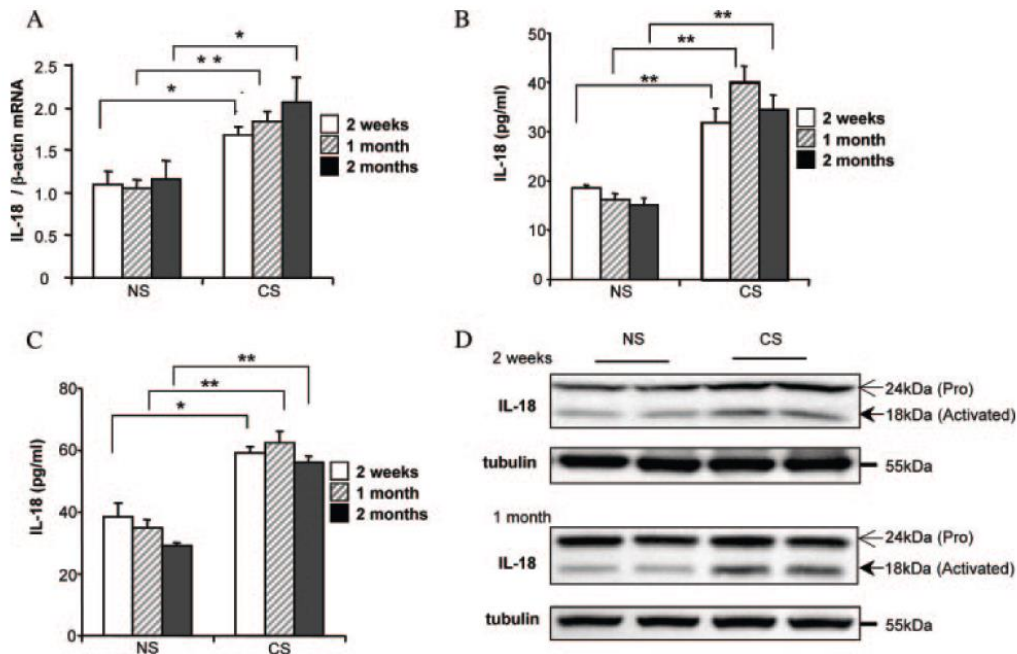 A
*
* *
*
2.5
2.0
1.5
1.0
0.5
0
IL-18 / β-actin mRNA
NS
CS
2 weeks
1 month
2 months
B
**
**
**
50
40
30
20
10
0
IL-18 (pg/ml)
NS
CS
2 weeks
1 month
2 months
C
**
**
*
80
60
40
20
0
IL-18 (pg/ml)
NS
CS
2 weeks
1 month
2 months
D
NS
CS
2 weeks
IL-18
24kDa (Pro)
18kDa (Activated)
tubulin
55kDa
1 month
IL-18
24kDa (Pro)
18kDa (Activated)
tubulin
55kDa